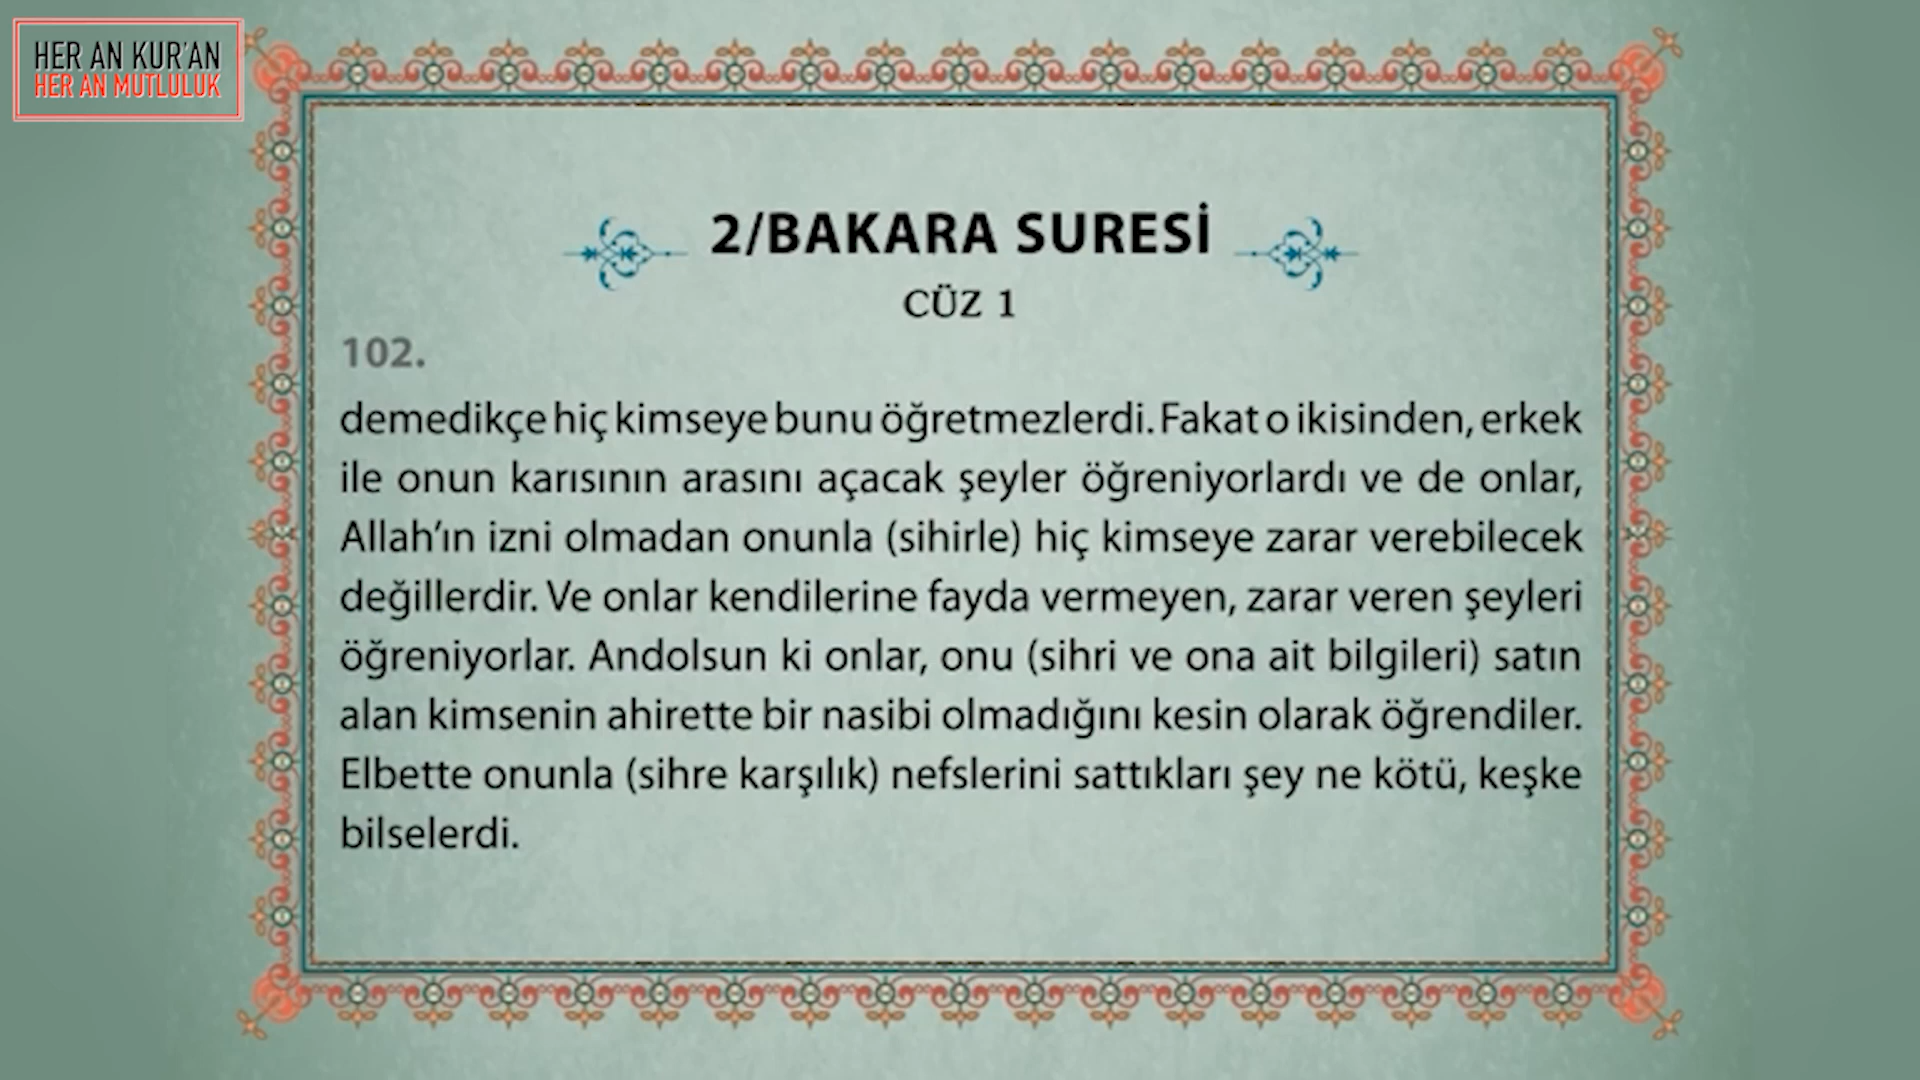 HER AN KUR'AN
HER AN MUTLULUK
2/BAKARA SURESİ
CÜZ 1
102.
demedikçe hiç kimseye bunu öğretmezlerdi. Fakat o ikisinden, erkek
ile onun karısının arasını açacak şeyler öğreniyorlardı ve de onlar,
Allah'ın izni olmadan onunla (sihirle) hiç kimseye zarar verebilecek
değillerdir. Ve onlar kendilerine fayda vermeyen, zarar veren şeyleri
öğreniyorlar. Andolsun ki onlar, onu (sihri ve ona ait bilgileri) satın
alan kimsenin ahirette bir nasibi olmadığını kesin olarak öğrendiler.
Elbette onunla (sihre karşılık) nefslerini sattıkları şey ne kötü, keşke
bilselerdi.